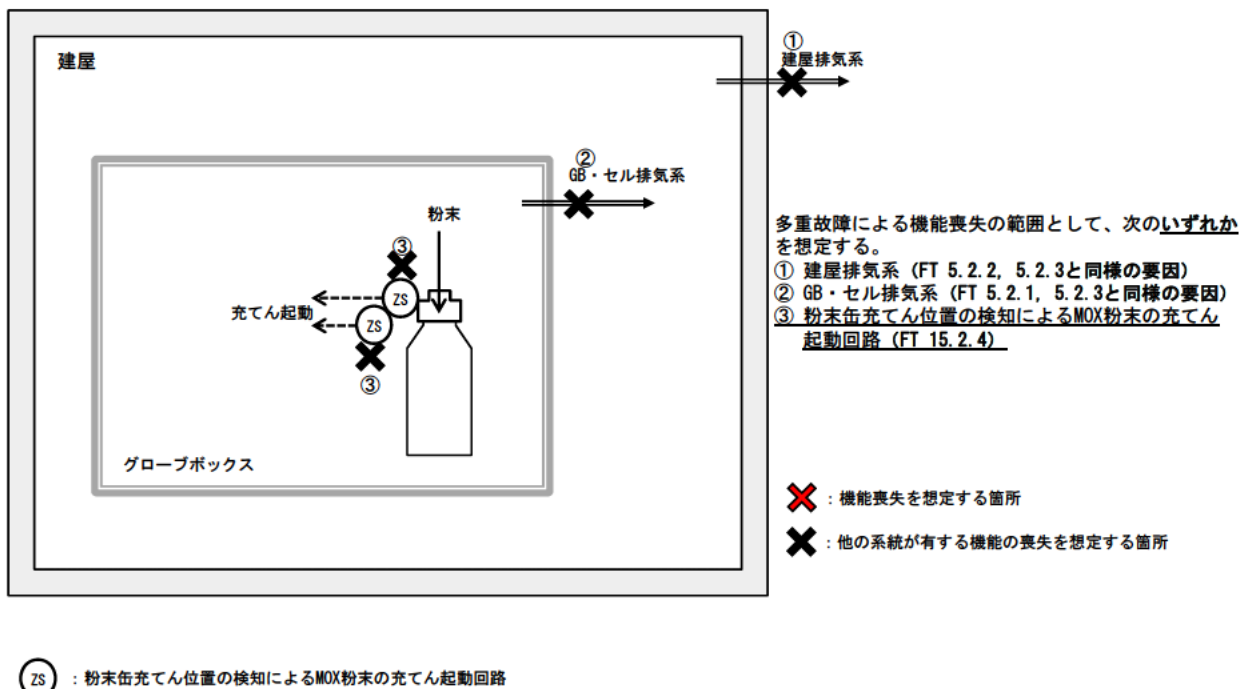 建屋
①
建屋排気系
②
GB・セル排気系
粉末
③
ZS
充てん起動
ZS
③
グローブボックス
多重故障による機能喪失の範囲として、次のいずれか
を想定する。
① 建屋排気系 (FT 5.2.2, 5.2.3と同様の要因)
② GB・セル排気系 (FT 5.2.1, 5.2.3と同様の要因)
③ 粉末缶充てん位置の検知によるMOX粉末の充てん
起動回路 (FT 15.2.4)
：機能喪失を想定する箇所
：他の系統が有する機能の喪失を想定する箇所
ZS ：粉末缶充てん位置の検知によるMOX粉末の充てん起動回路